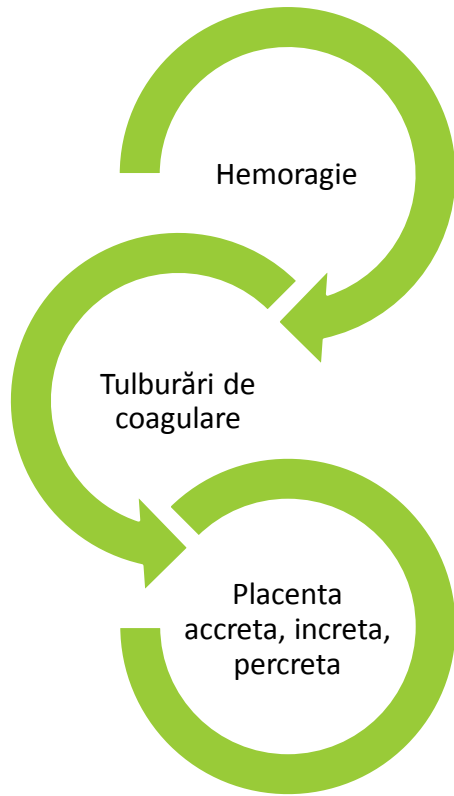 Hemoragie
Tulburări de
coagulare
Placenta
accreta, increta,
percreta